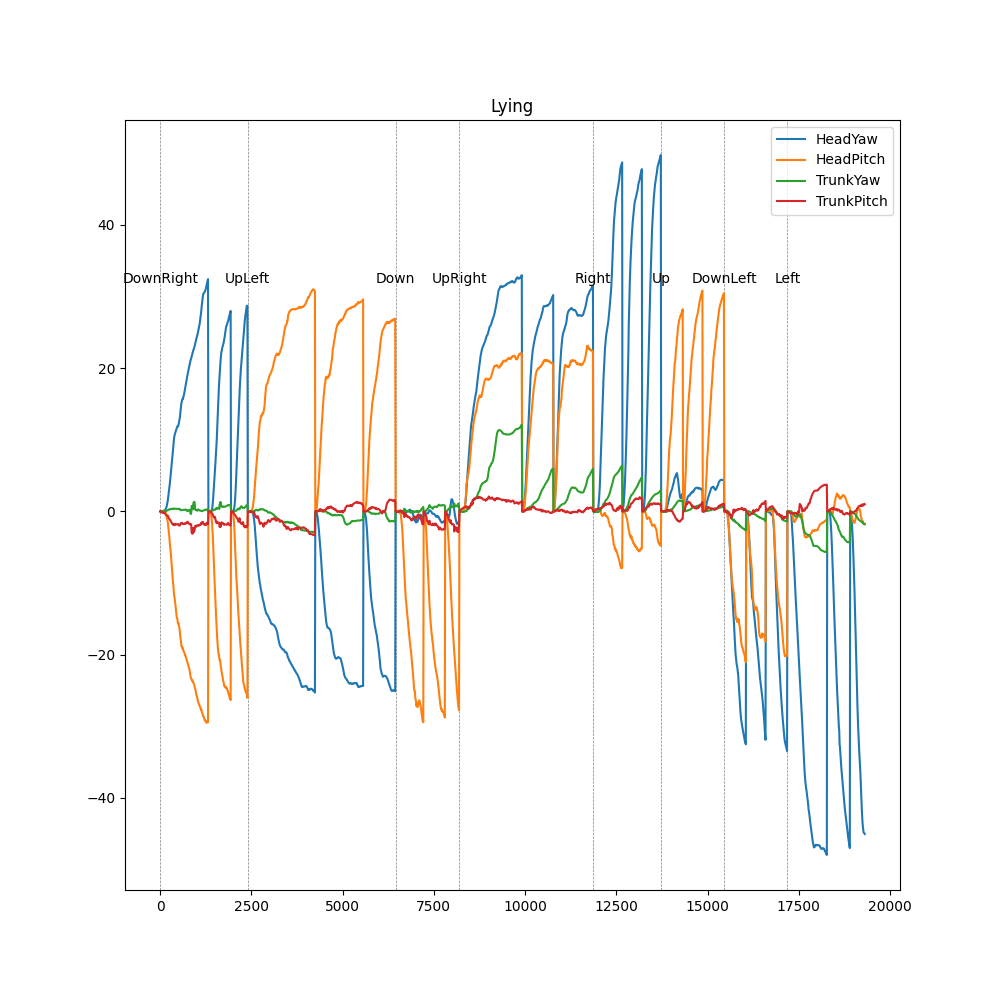 Lying
HeadYaw
HeadPitch
TrunkYaw
TrunkPitch
DownRight UpLeft Down UpRight Right Up DownLeft Left
40
20
0
−20
−40
0 2500 5000 7500 10000 12500 15000 17500 20000